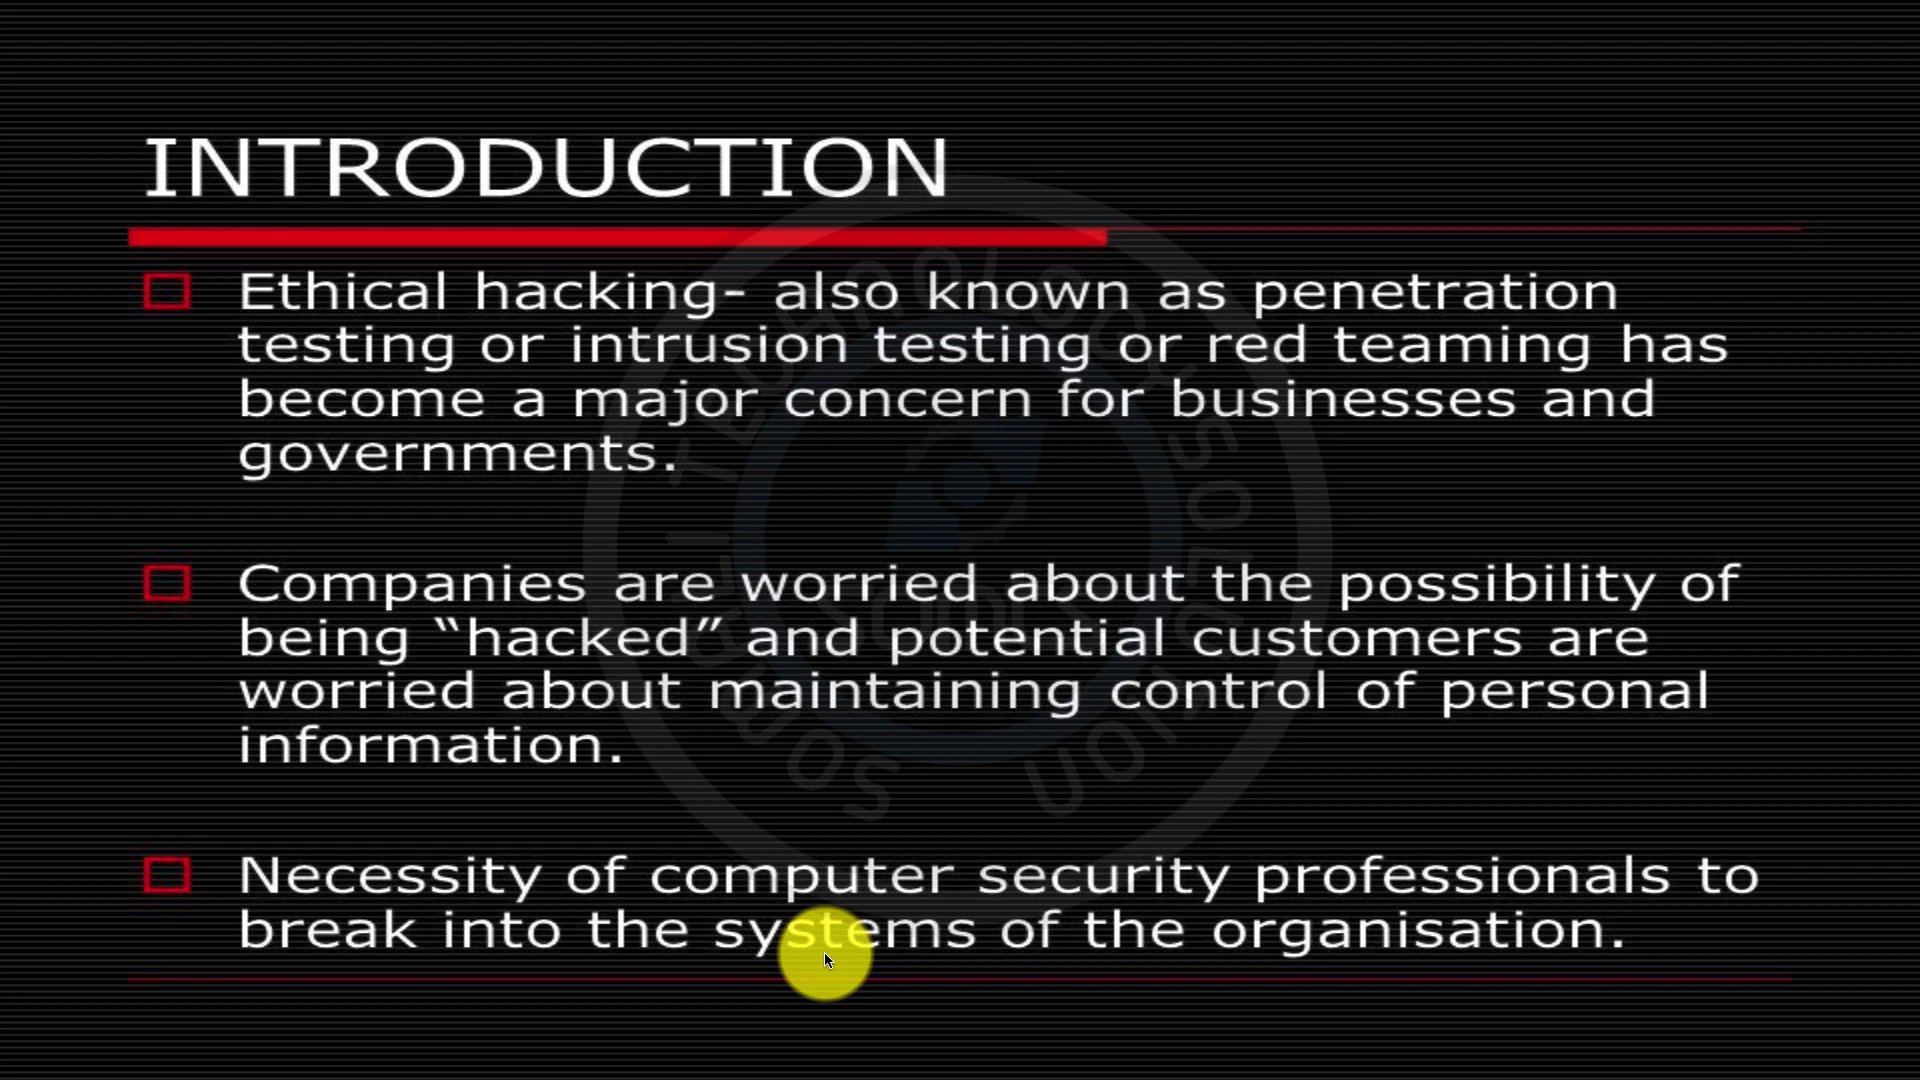 INTRODUCTION
Ethical hacking- also known as penetration
testing or intrusion testing or red teaming has
become a major concern for businesses and
governments.
Companies are worried about the possibility of
being “hacked” and potential customers are
worried about maintaining control of personal
information.
Necessity of computer security professionals to
break into the systems of the organisation.